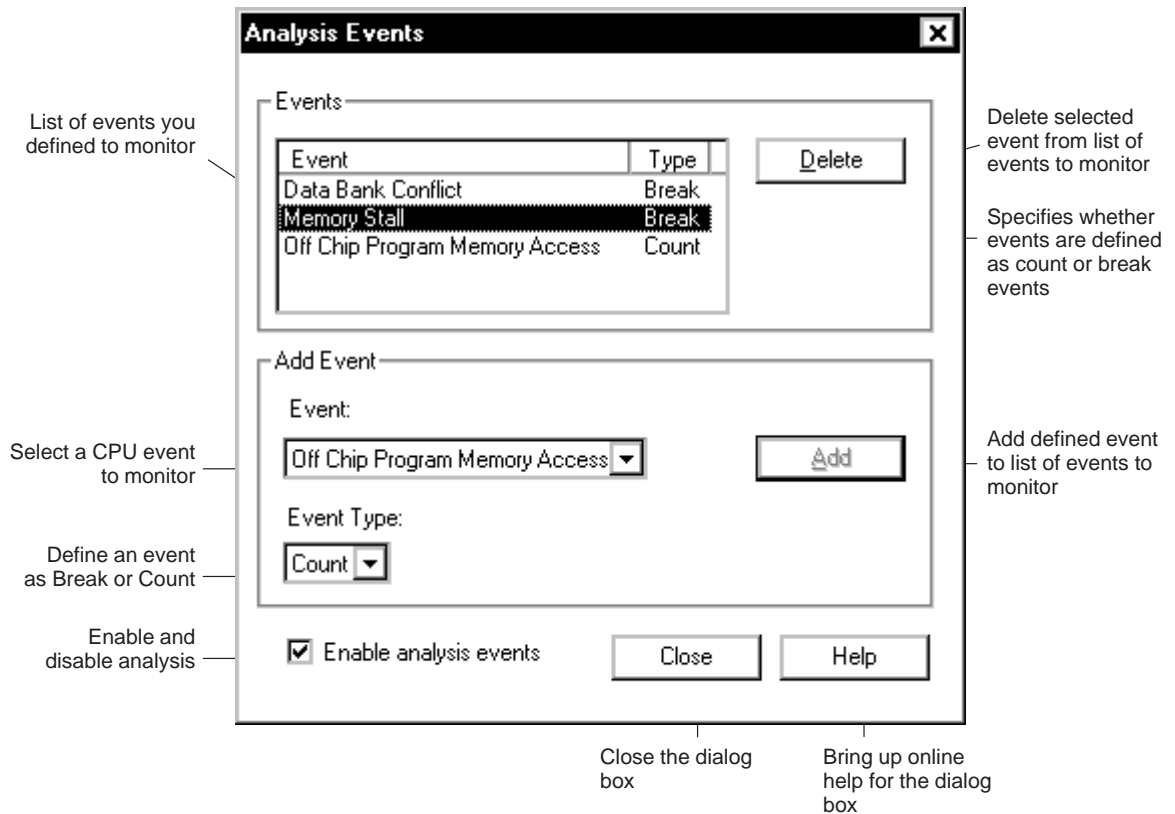 Analysis Events
List of events you
defined to monitor
Events
Event Type
Data Bank Conflict Break
Memory Stall Break
Off Chip Program Memory Access Count
Delete
Delete selected
event from list of
events to monitor
Specifies whether
events are defined
as count or break
events
Add Event
Event:
Select a CPU event
to monitor
Off Chip Program Memory Access
Add
Add defined event
to list of events to
monitor
Event Type:
Define an event
as Break or Count
Count
Enable and
disable analysis
Enable analysis events
Close
Help
Close the dialog
box
Bring up online
help for the dialog
box